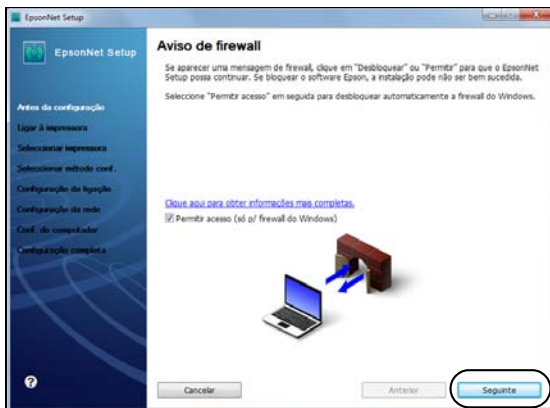 EpsonNet Setup
EpsonNet Setup
Antes da configuração
Ligar à impressora
Seleccionar impressora
Seleccionar método conf.
Configuração da ligação
Configuração da rede
Conf. do computador
Configuração completa
Aviso de firewall
Se aparecer uma mensagem de firewall, clique em "Desbloquear" ou "Permitir" para que o EpsonNet
Setup possa continuar. Se bloquear o software Epson, a instalação pode não ser bem sucedida.
Seleccione "Permitir acesso" em seguida para desbloquear automaticamente a firewall do Windows.
Clique aqui para obter informações mais completas.
Permitir acesso (só p/ firewall do Windows)
?
Cancelar
Anterior
Seguinte